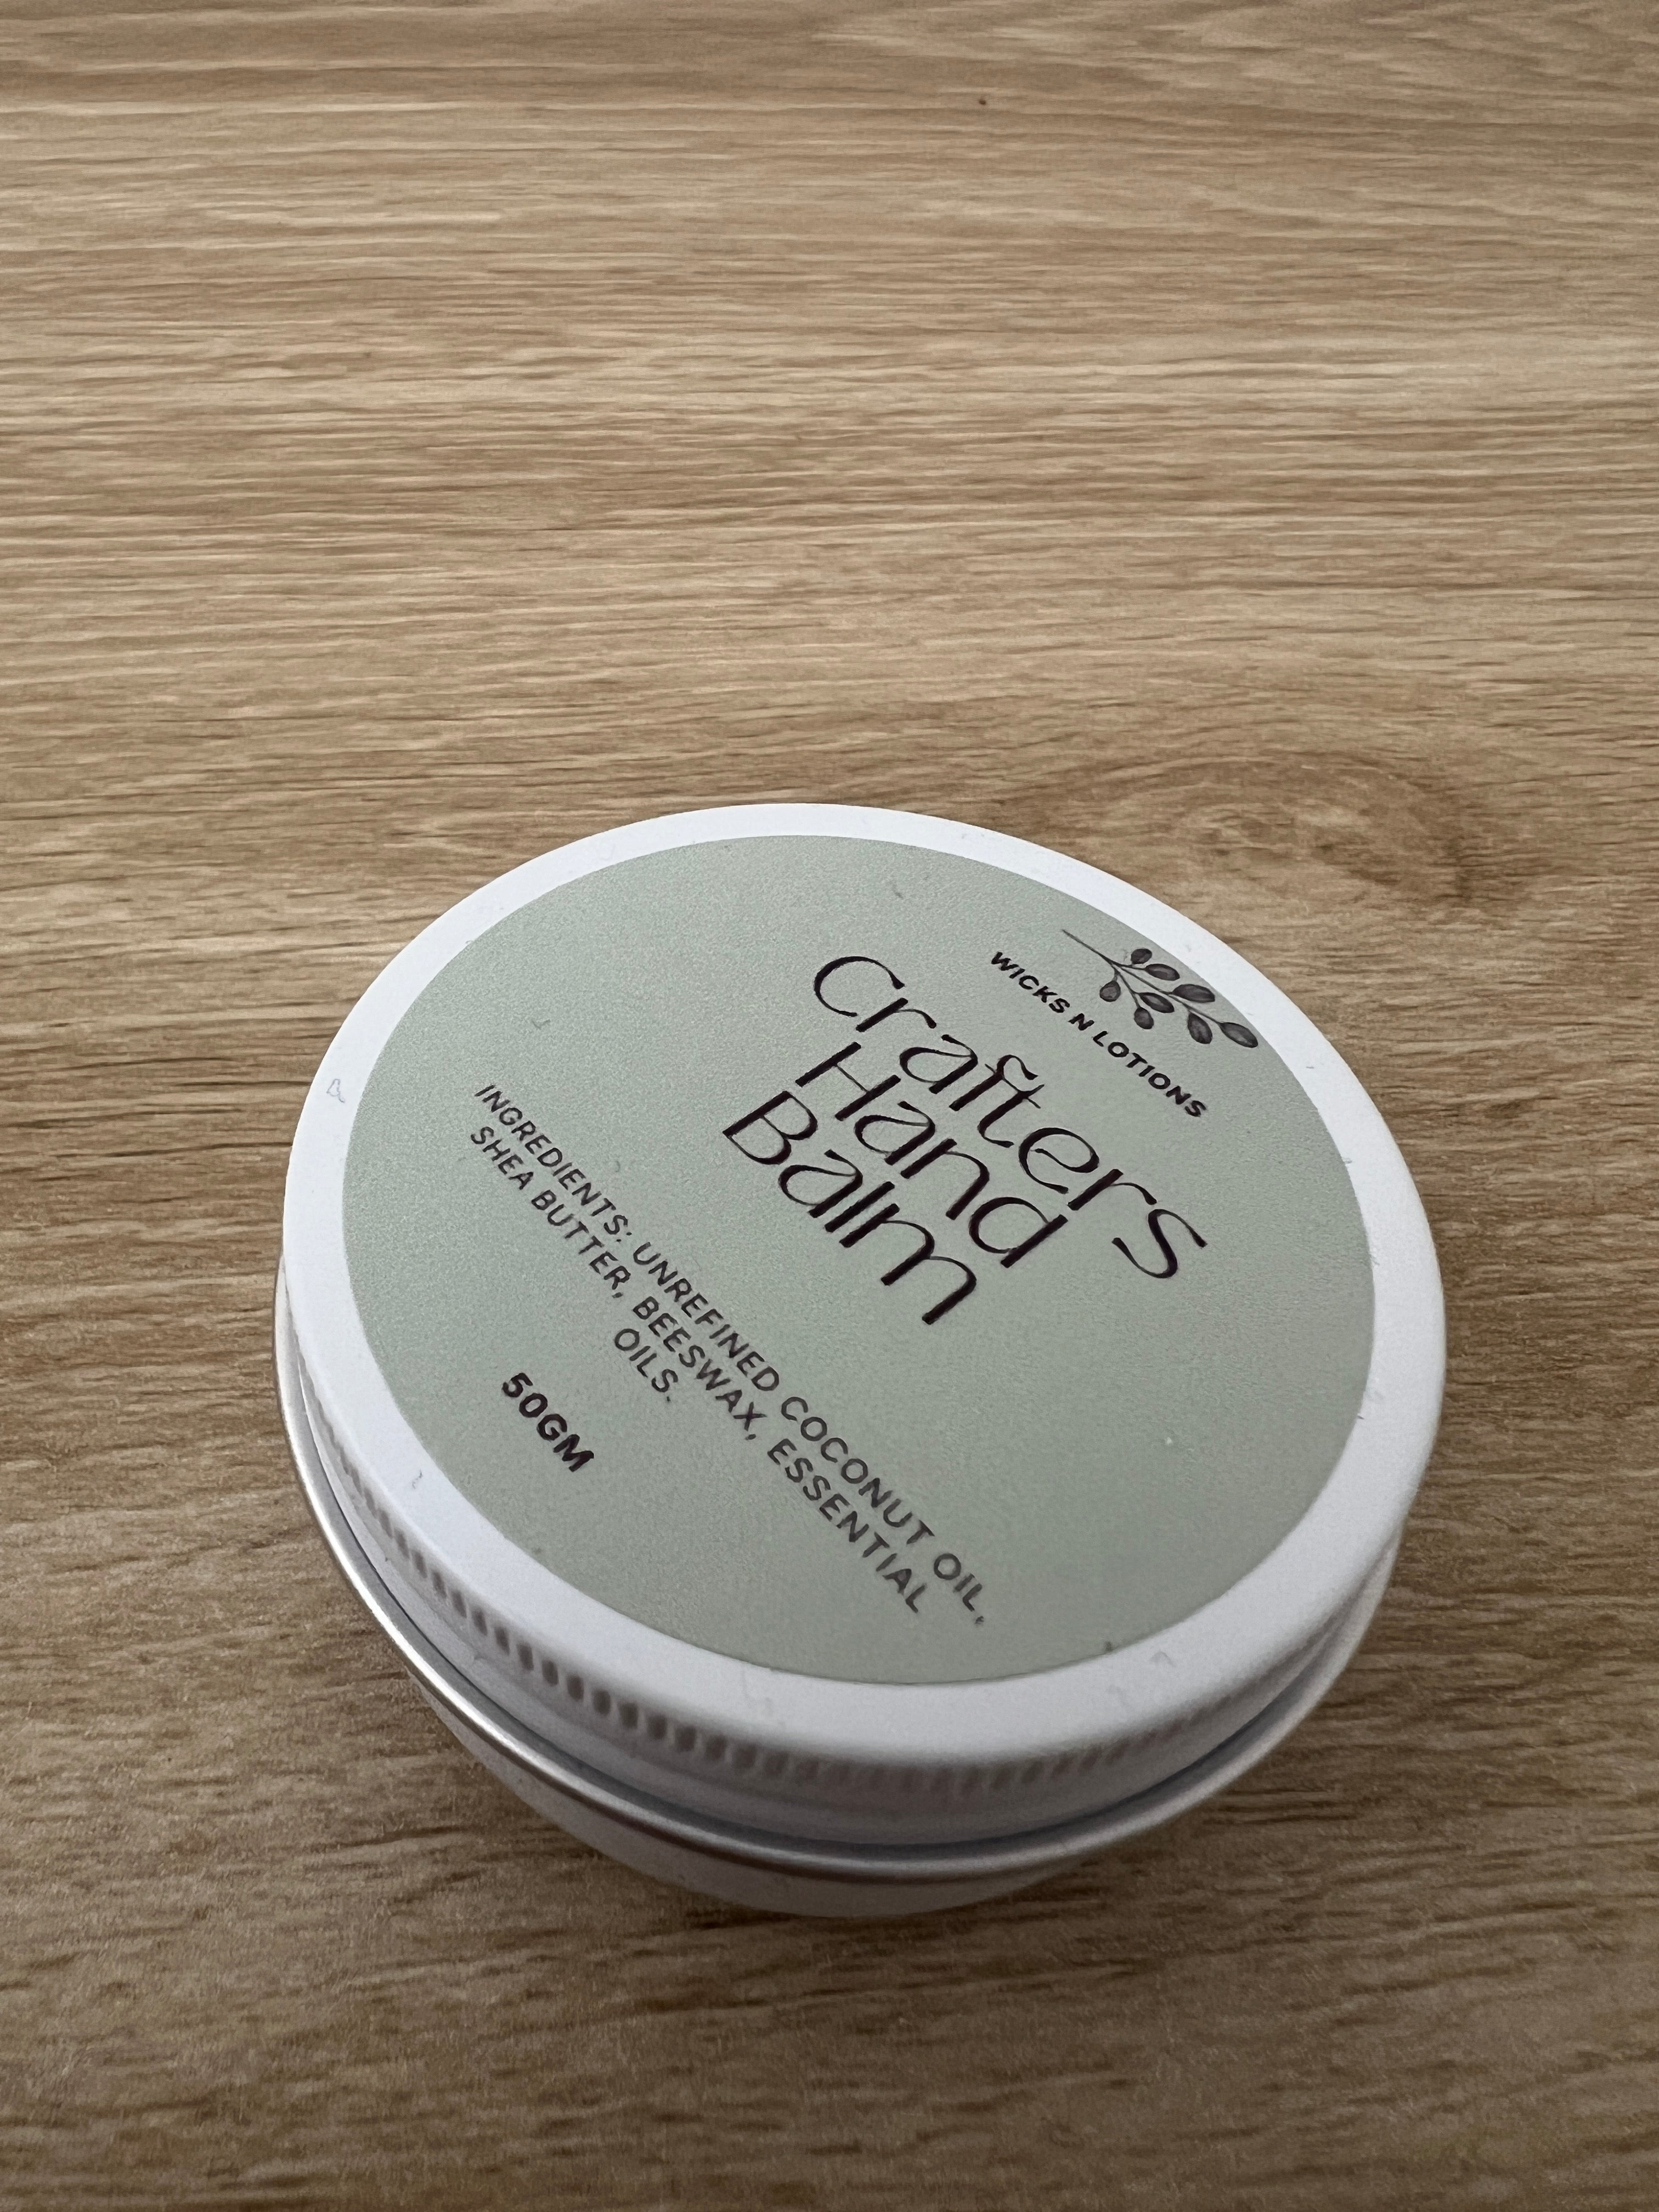 WICKS N LOTIONS
Crafters
Hand
Balm
INGREDIENTS: UNREFINED COCONUT OIL,
SHEA BUTTER, BEESWAX, ESSENTIAL
OILS.
50GM